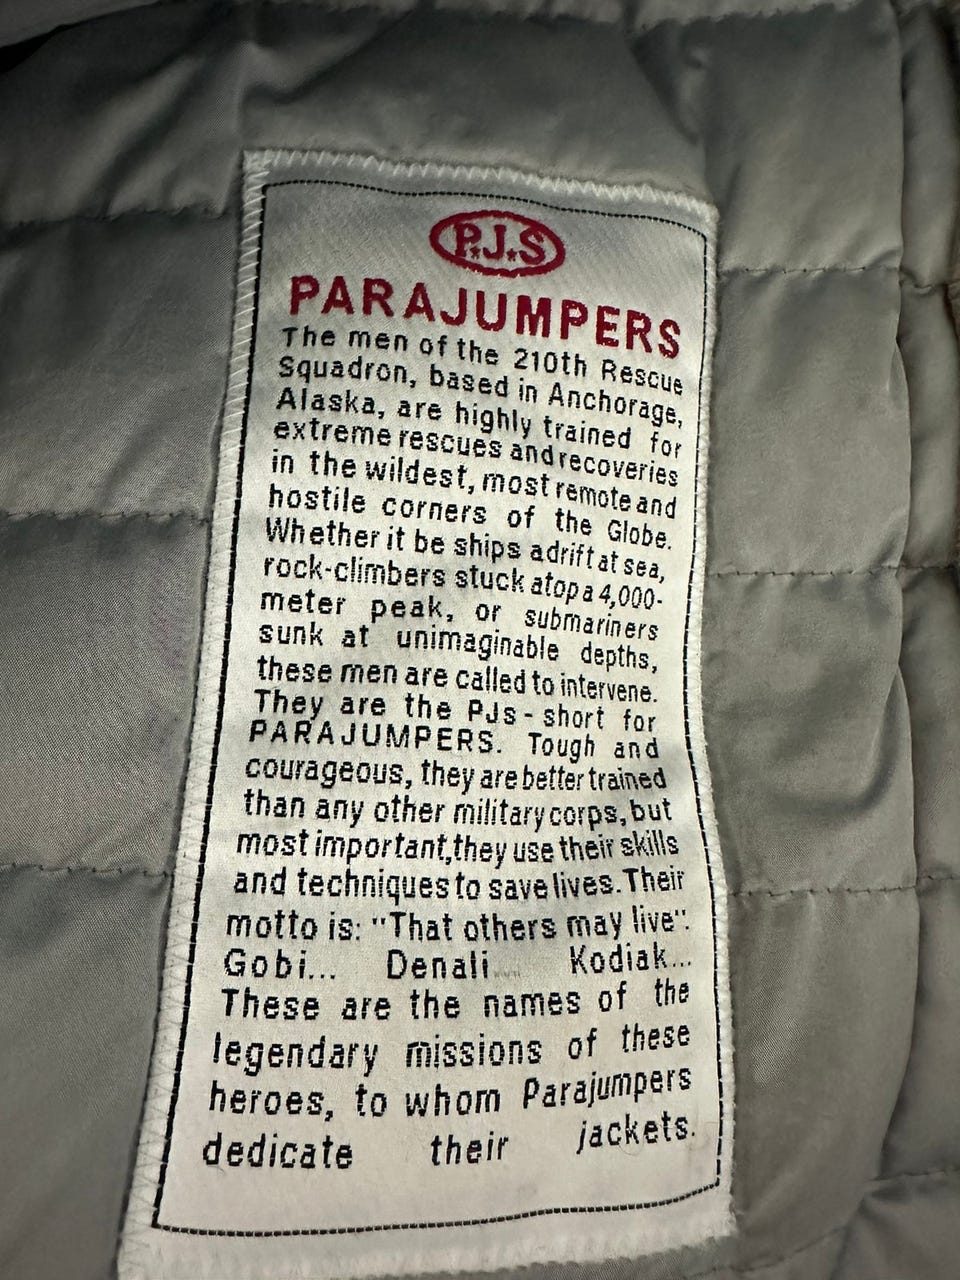 P.J.S
PARAJUMPERS
The men of the 210th Rescue
Squadron, based in Anchorage,
Alaska, are highly trained for
extreme rescues and recoveries
in the wildest, most remote and
hostile corners of the Globe.
Whether it be ships adrift at sea,
rock-climbers stuck atop a 4,000-
meter peak, or submariners
sunk at unimaginable depths,
these men are called to intervene.
They are the PJs - short for
PARAJUMPERS. Tough and
courageous, they are better trained
than any other military corps, but
most important,they use their skills
and techniques to save lives. Their
motto is: "That others may live".
Gobi... Denali... Kodiak...
These are the names of the
legendary missions of these
heroes, to whom Parajumpers
dedicate their jackets.